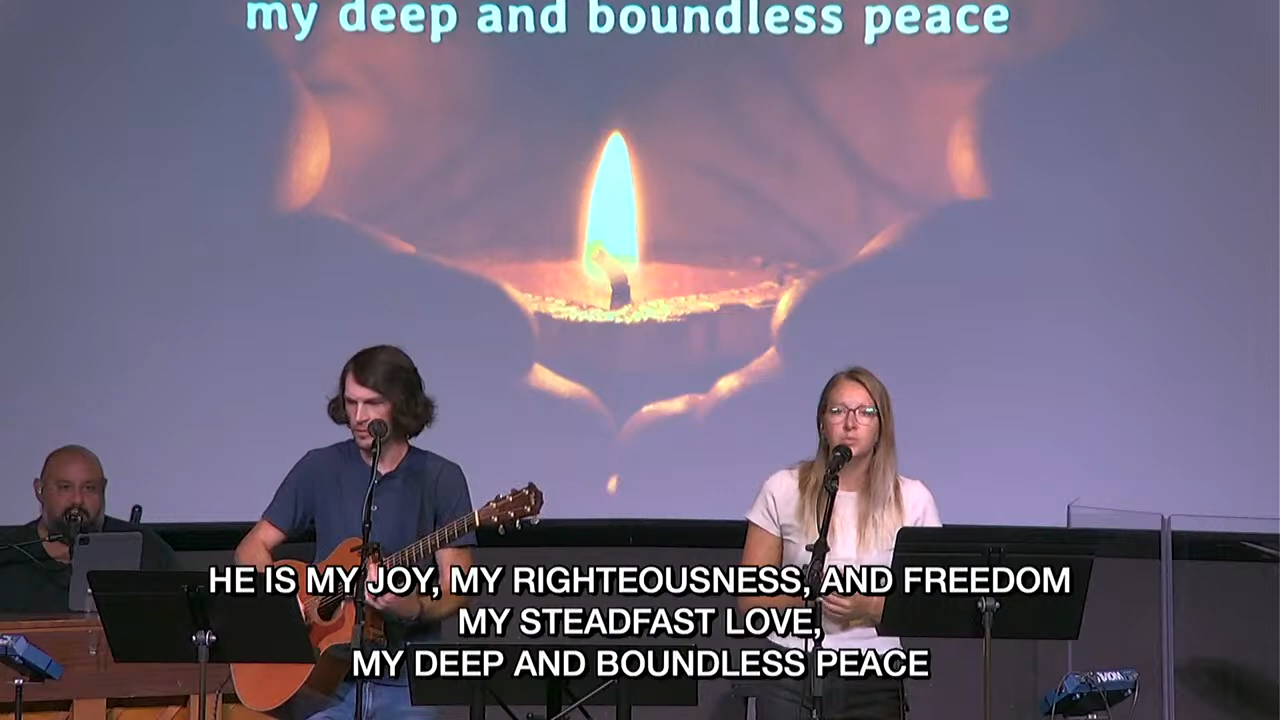 my deep and boundless peace
HE IS MY JOY, MY RIGHTEOUSNESS, AND FREEDOM
MY STEADFAST LOVE,
MY DEEP AND BOUNDLESS PEACE